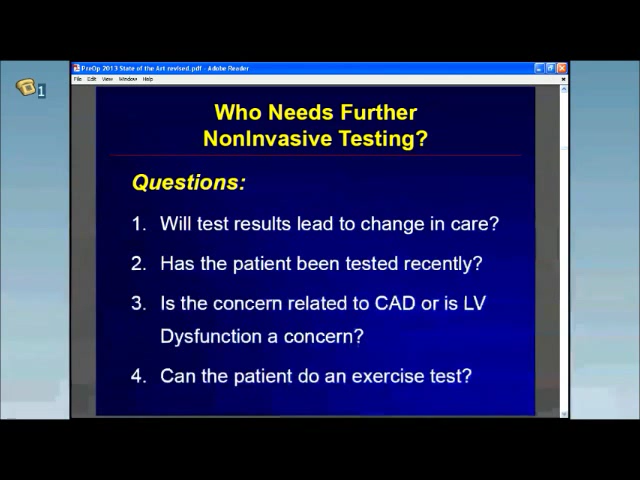 PreOp 2013 State of the Art revised.pdf - Adobe Reader
File Edit View Window Help
1
Who Needs Further
NonInvasive Testing?
Questions:
1. Will test results lead to change in care?
2. Has the patient been tested recently?
3. Is the concern related to CAD or is LV
Dysfunction a concern?
4. Can the patient do an exercise test?